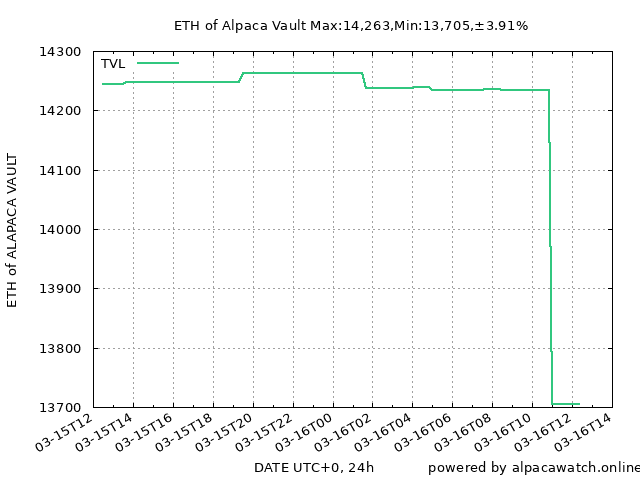 ETH of Alpaca Vault Max:14,263,Min:13,705,±3.91%
TVL
14300
14200
14100
14000
13900
13800
13700
ETH of ALAPACA VAULT
03-15T12
03-15T14
03-15T16
03-15T18
03-15T20
03-15T22
03-16T00
03-16T02
03-16T04
03-16T06
03-16T08
03-16T10
03-16T12
03-16T14
DATE UTC+0, 24h
powered by alpacawatch.online